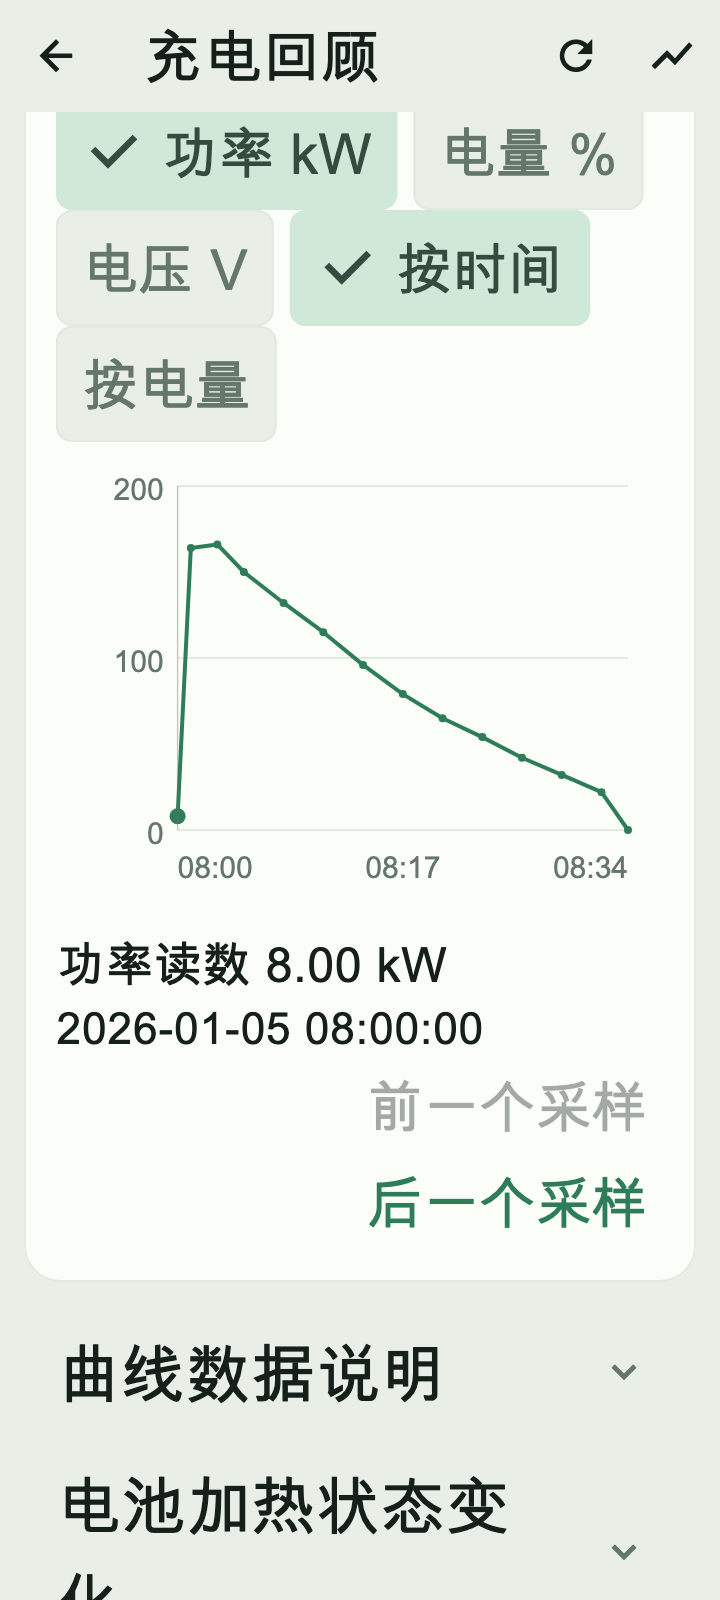 充电回顾
功率 kW
电量 %
电压 V
按时间
按电量
200
100
0
08:00
08:17
08:34
功率读数 8.00 kW
2026-01-05 08:00:00
前一个采样
后一个采样
曲线数据说明
电池加热状态变
化